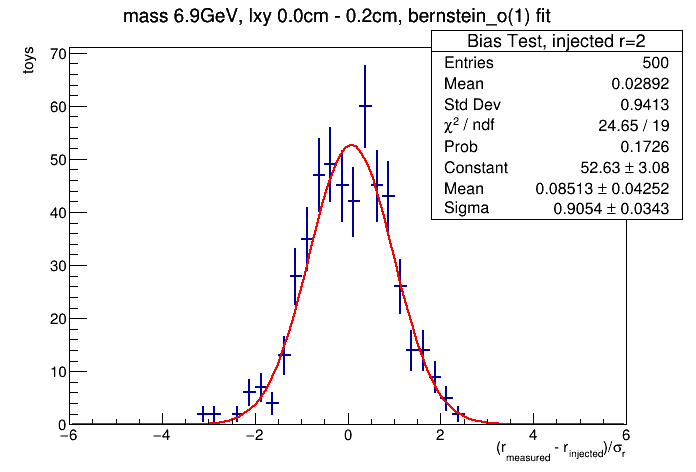 mass 6.9GeV, lxy 0.0cm - 0.2cm, bernstein_o(1) fit
Bias Test, injected r=2
Entries 500
Mean 0.02892
Std Dev 0.9413
χ² / ndf 24.65 / 19
Prob 0.1726
Constant 52.63 ± 3.08
Mean 0.08513 ± 0.04252
Sigma 0.9054 ± 0.0343
toys
70
60
50
40
30
20
10
0
−6 −4 −2 0 2 4 6
(r_measured - r_injected)/σ_r